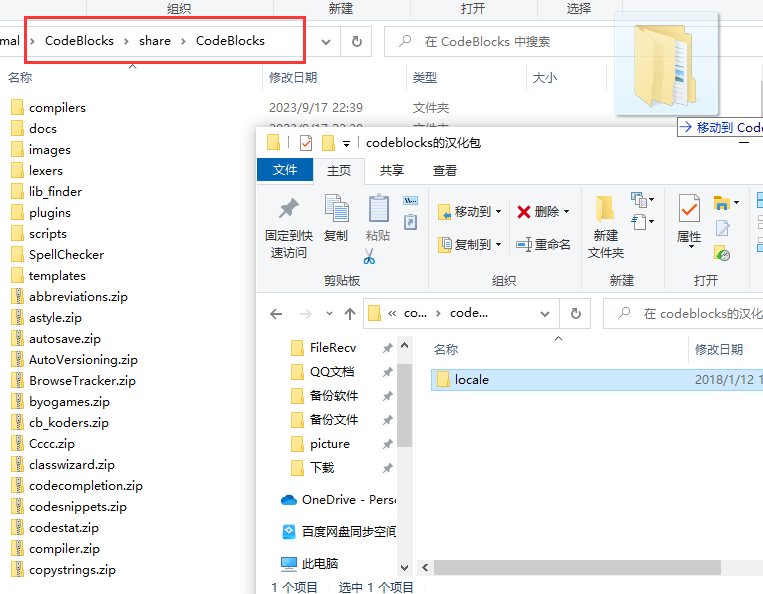 组织 新建 打开 选择
mal › CodeBlocks › share › CodeBlocks
在 CodeBlocks 中搜索
名称 修改日期 类型 大小
compilers 2023/9/17 22:39 文件夹
docs
images
lexers
lib_finder
plugins
scripts
SpellChecker
templates
abbreviations.zip
astyle.zip
autosave.zip
AutoVersioning.zip
BrowseTracker.zip
byogames.zip
cb_koders.zip
Cccc.zip
classwizard.zip
codecompletion.zip
codesnippets.zip
codestat.zip
compiler.zip
copystrings.zip
移动到 Code
codeblocks的汉化包
文件 主页 共享 查看
固定到快速访问
复制
粘贴
移动到
复制到
删除
重命名
新建
文件夹
属性
剪贴板 组织 新建 打开
« co... › code...
在 codeblocks的汉化
FileRecv
QQ文档
备份软件
备份文件
picture
下载
OneDrive - Perso
百度网盘同步空间
此电脑
名称 修改日期
locale 2018/1/12 1
1 个项目 选中 1 个项目